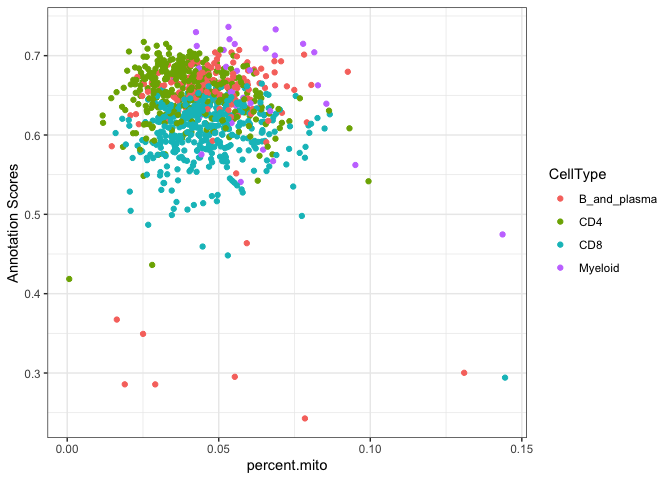 0.7
0.6
0.5
0.4
0.3
Annotation Scores
0.00
0.05
0.10
0.15
percent.mito
CellType
B_and_plasma
CD4
CD8
Myeloid